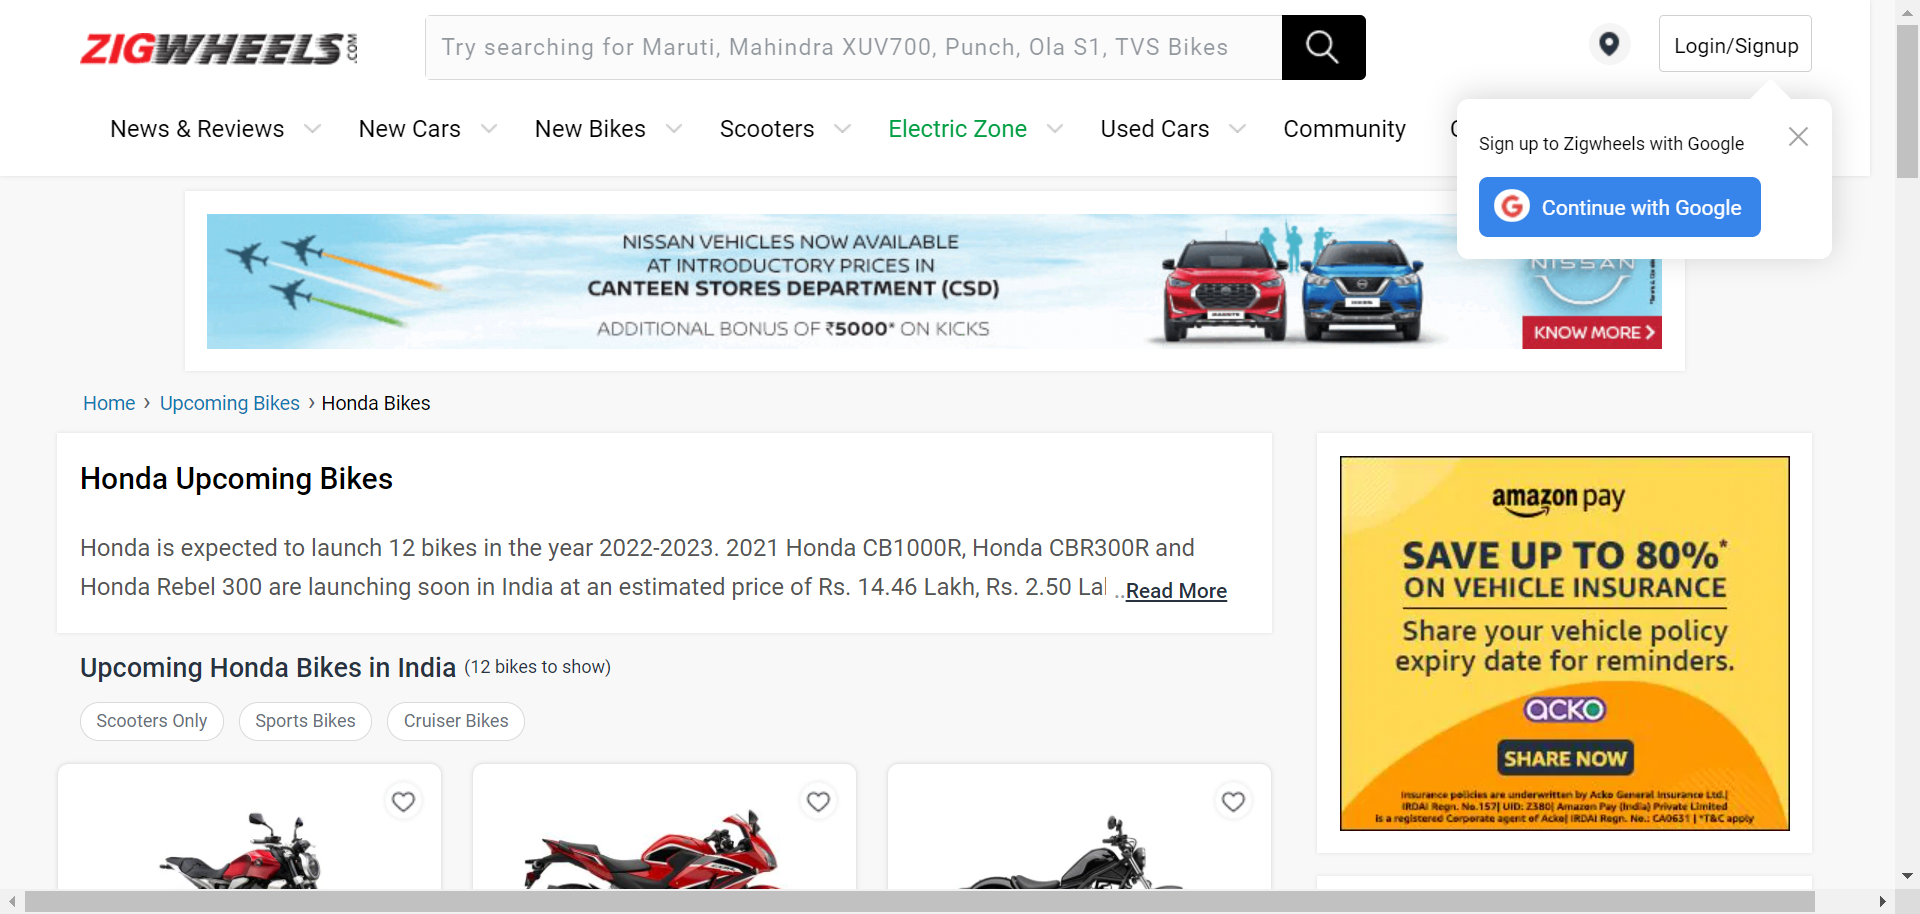 ZIGWHEELS.COM
Try searching for Maruti, Mahindra XUV700, Punch, Ola S1, TVS Bikes
Login/Signup
News & Reviews
New Cars
New Bikes
Scooters
Electric Zone
Used Cars
Community
Sign up to Zigwheels with Google
G Continue with Google
NISSAN VEHICLES NOW AVAILABLE
AT INTRODUCTORY PRICES IN
CANTEEN STORES DEPARTMENT (CSD)
ADDITIONAL BONUS OF ₹5000* ON KICKS
NISSAN
KNOW MORE
Home › Upcoming Bikes › Honda Bikes
Honda Upcoming Bikes
Honda is expected to launch 12 bikes in the year 2022-2023. 2021 Honda CB1000R, Honda CBR300R and
Honda Rebel 300 are launching soon in India at an estimated price of Rs. 14.46 Lakh, Rs. 2.50 Lal ..Read More
Upcoming Honda Bikes in India (12 bikes to show)
Scooters Only
Sports Bikes
Cruiser Bikes
amazon pay
SAVE UP TO 80%*
ON VEHICLE INSURANCE
Share your vehicle policy
expiry date for reminders.
acko
SHARE NOW
Insurance policies are underwritten by Acko General Insurance Ltd.|
IRDAI Regn. No.157| UID: 2380| Amazon Pay (India) Private Limited
is a registered Corporate agent of Acko| IRDAI Regn. No.: CA0631 | *T&C apply